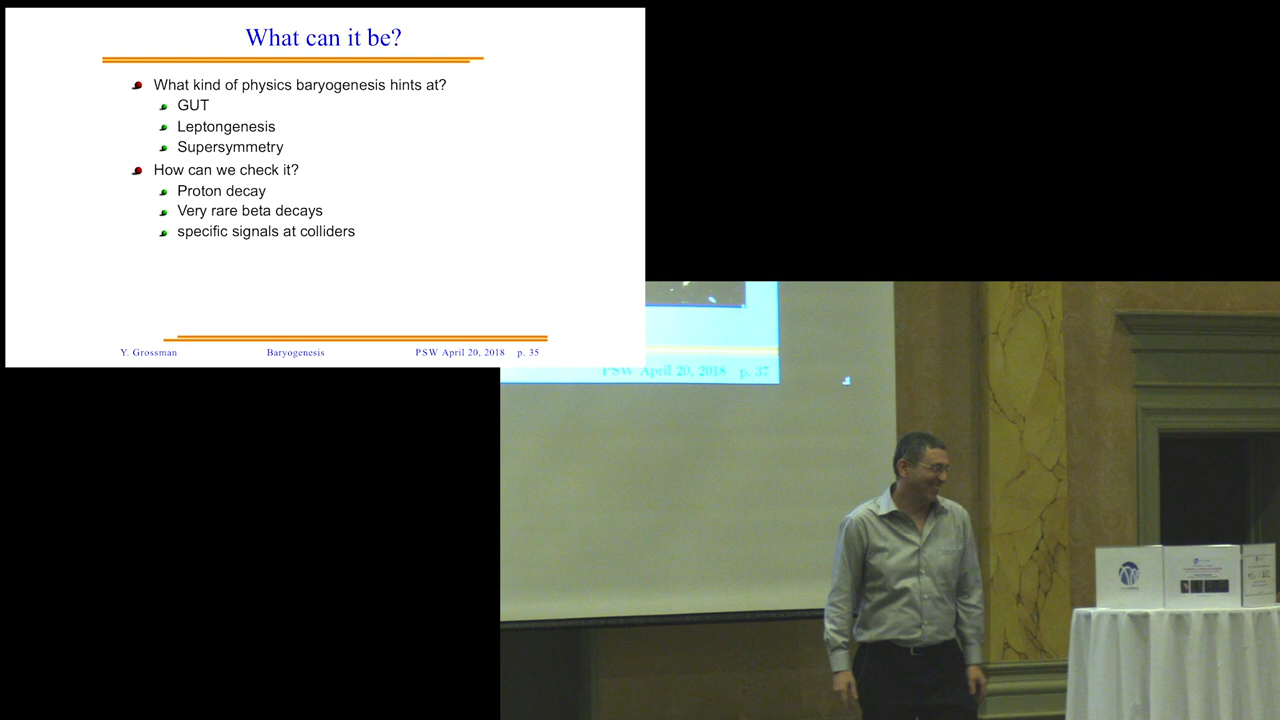 What can it be?
What kind of physics baryogenesis hints at?
GUT
Leptongenesis
Supersymmetry
How can we check it?
Proton decay
Very rare beta decays
specific signals at colliders
Y. Grossman Baryogenesis PSW April 20, 2018 p. 35
PSW April 20, 2018 p. 37